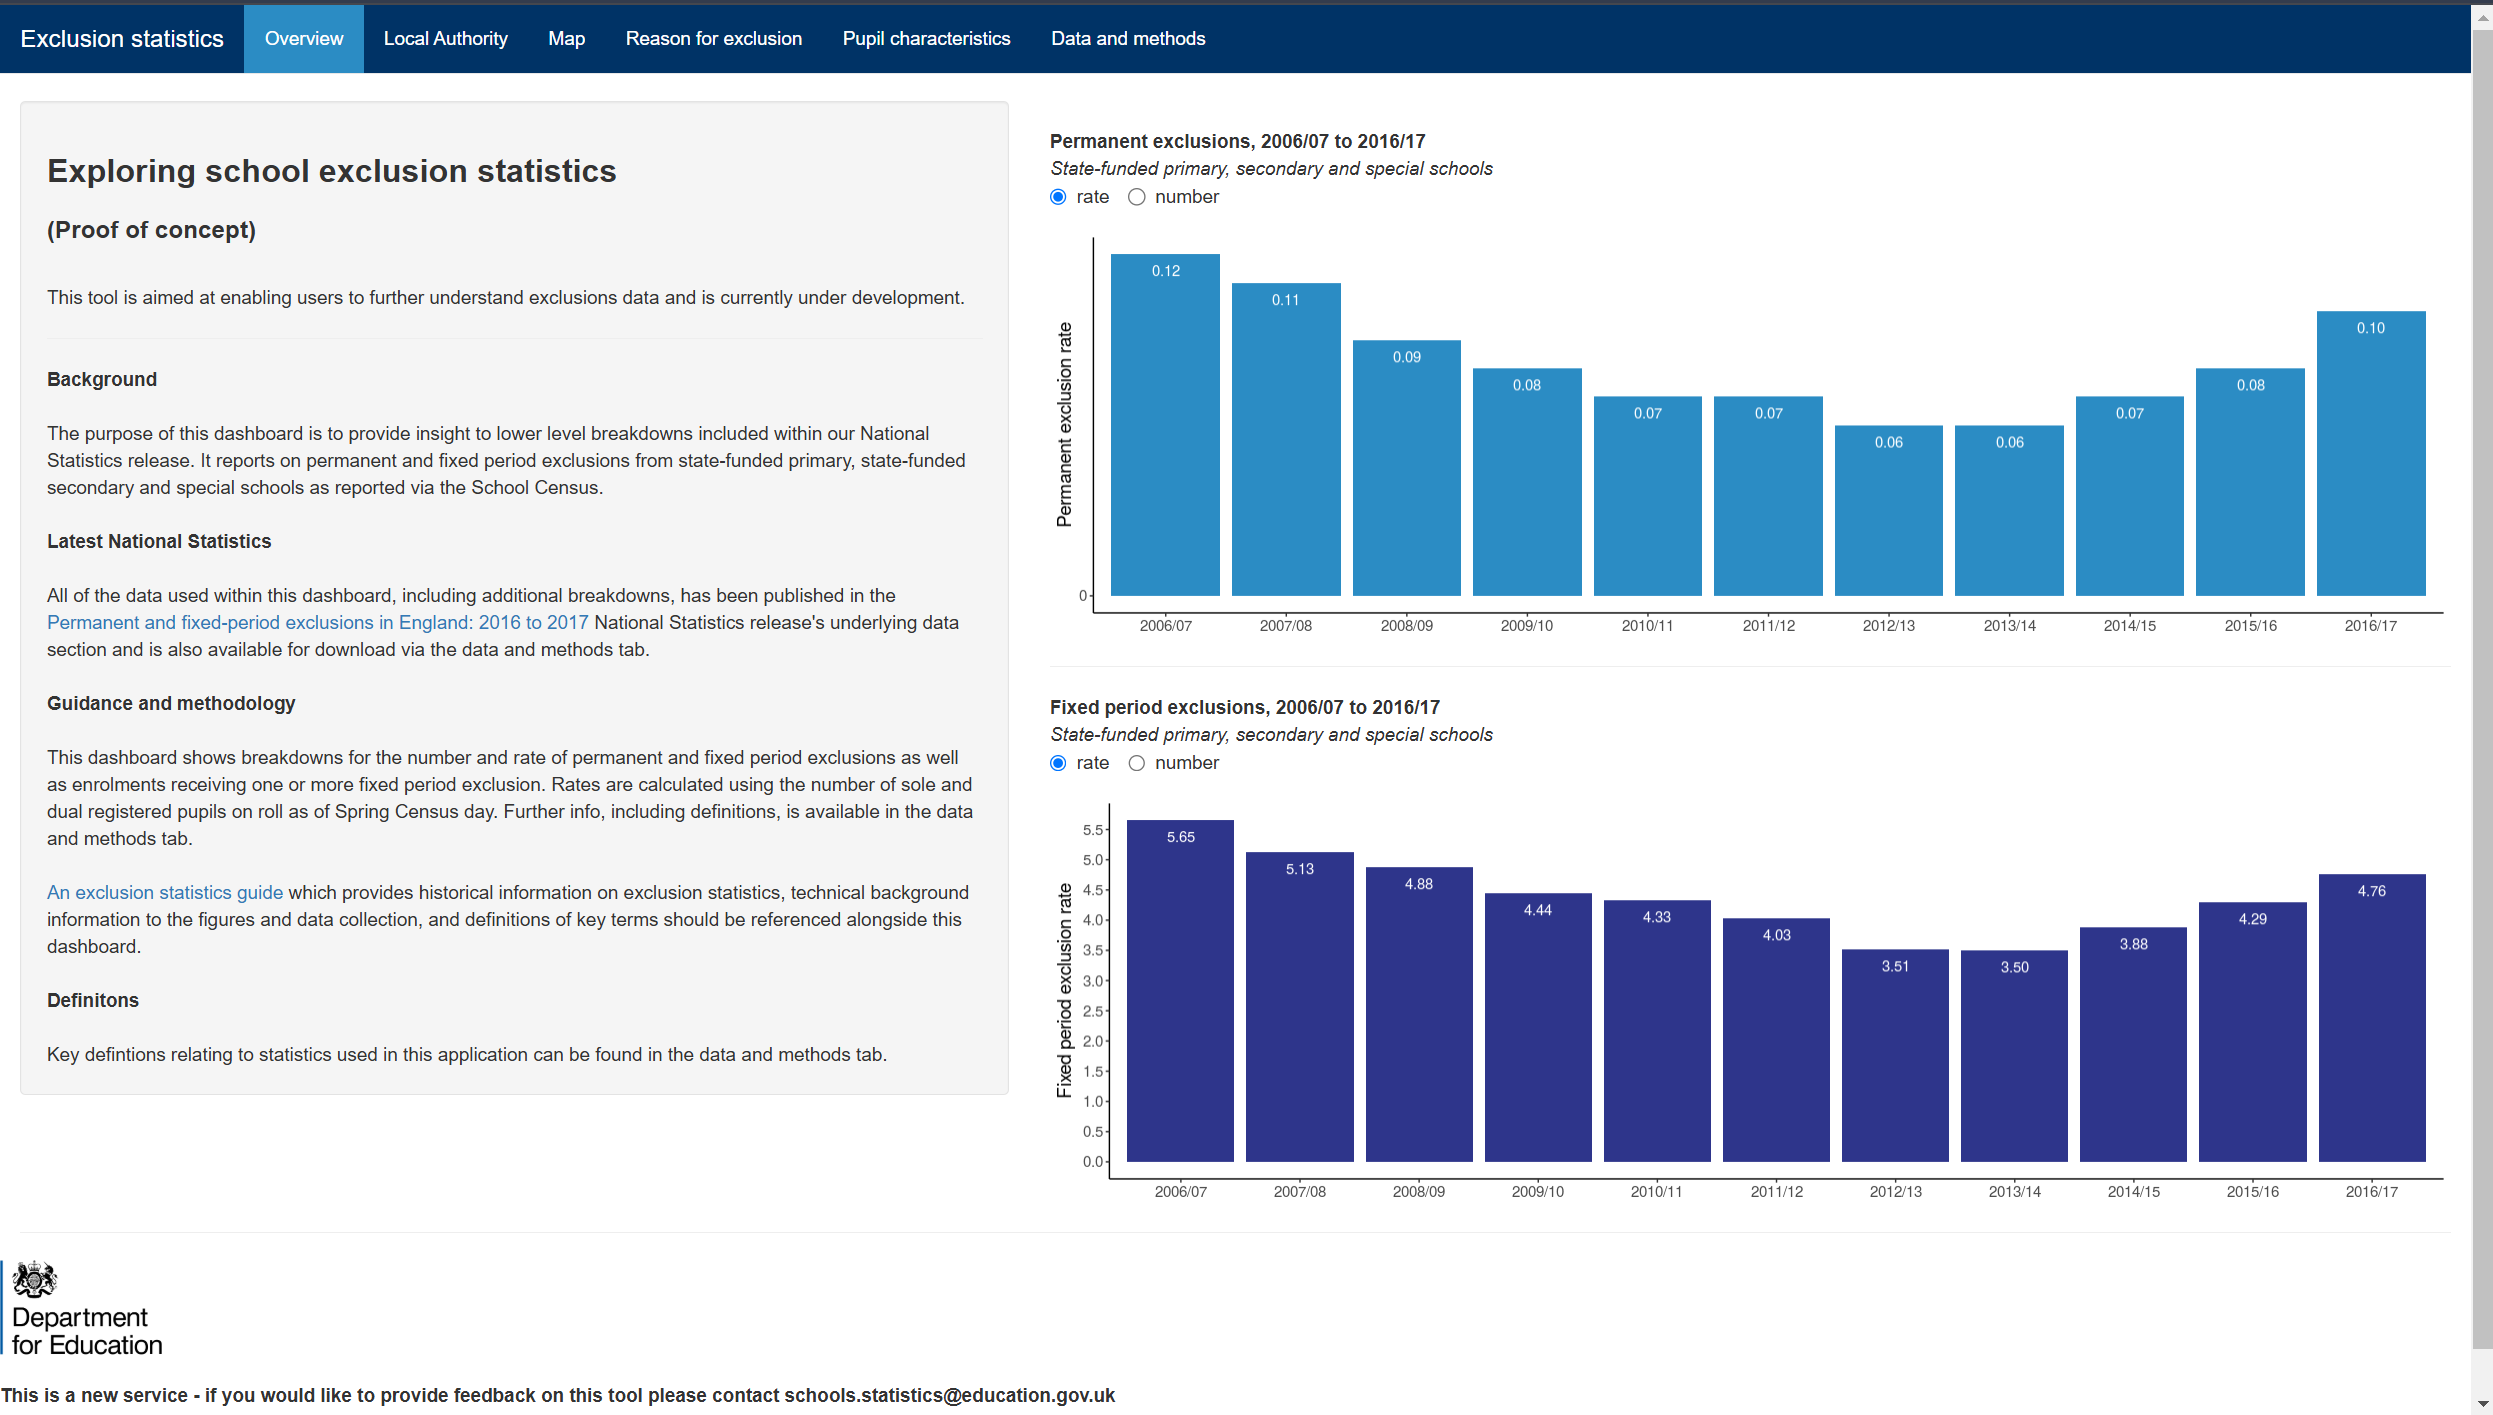 Exclusion statistics
Overview
Local Authority
Map
Reason for exclusion
Pupil characteristics
Data and methods
Exploring school exclusion statistics
(Proof of concept)
This tool is aimed at enabling users to further understand exclusions data and is currently under development.
Background
The purpose of this dashboard is to provide insight to lower level breakdowns included within our National
Statistics release. It reports on permanent and fixed period exclusions from state-funded primary, state-funded
secondary and special schools as reported via the School Census.
Latest National Statistics
All of the data used within this dashboard, including additional breakdowns, has been published in the
Permanent and fixed-period exclusions in England: 2016 to 2017 National Statistics release's underlying data
section and is also available for download via the data and methods tab.
Guidance and methodology
This dashboard shows breakdowns for the number and rate of permanent and fixed period exclusions as well
as enrolments receiving one or more fixed period exclusion. Rates are calculated using the number of sole and
dual registered pupils on roll as of Spring Census day. Further info, including definitions, is available in the data
and methods tab.
An exclusion statistics guide which provides historical information on exclusion statistics, technical background
information to the figures and data collection, and definitions of key terms should be referenced alongside this
dashboard.
Definitons
Key defintions relating to statistics used in this application can be found in the data and methods tab.
Permanent exclusions, 2006/07 to 2016/17
State-funded primary, secondary and special schools
rate number
Permanent exclusion rate
0.12 0.11 0.09 0.08 0.07 0.07 0.06 0.06 0.07 0.08 0.10
0
2006/07 2007/08 2008/09 2009/10 2010/11 2011/12 2012/13 2013/14 2014/15 2015/16 2016/17
Fixed period exclusions, 2006/07 to 2016/17
State-funded primary, secondary and special schools
rate number
Fixed period exclusion rate
5.5
5.0
4.5
4.0
3.5
3.0
2.5
2.0
1.5
1.0
0.5
0.0
5.65 5.13 4.88 4.44 4.33 4.03 3.51 3.50 3.88 4.29 4.76
2006/07 2007/08 2008/09 2009/10 2010/11 2011/12 2012/13 2013/14 2014/15 2015/16 2016/17
Department
for Education
This is a new service - if you would like to provide feedback on this tool please contact schools.statistics@education.gov.uk